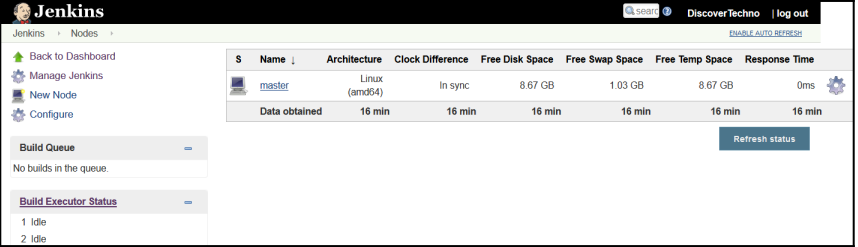 Jenkins
searc
DiscoverTechno | log out
Jenkins Nodes
ENABLE AUTO REFRESH
Back to Dashboard
Manage Jenkins
New Node
Configure
Build Queue
No builds in the queue.
Build Executor Status
1 Idle
2 Idle
S Name ↓ Architecture Clock Difference Free Disk Space Free Swap Space Free Temp Space Response Time
master Linux (amd64) In sync 8.67 GB 1.03 GB 8.67 GB 0ms
Data obtained 16 min 16 min 16 min 16 min 16 min 16 min
Refresh status